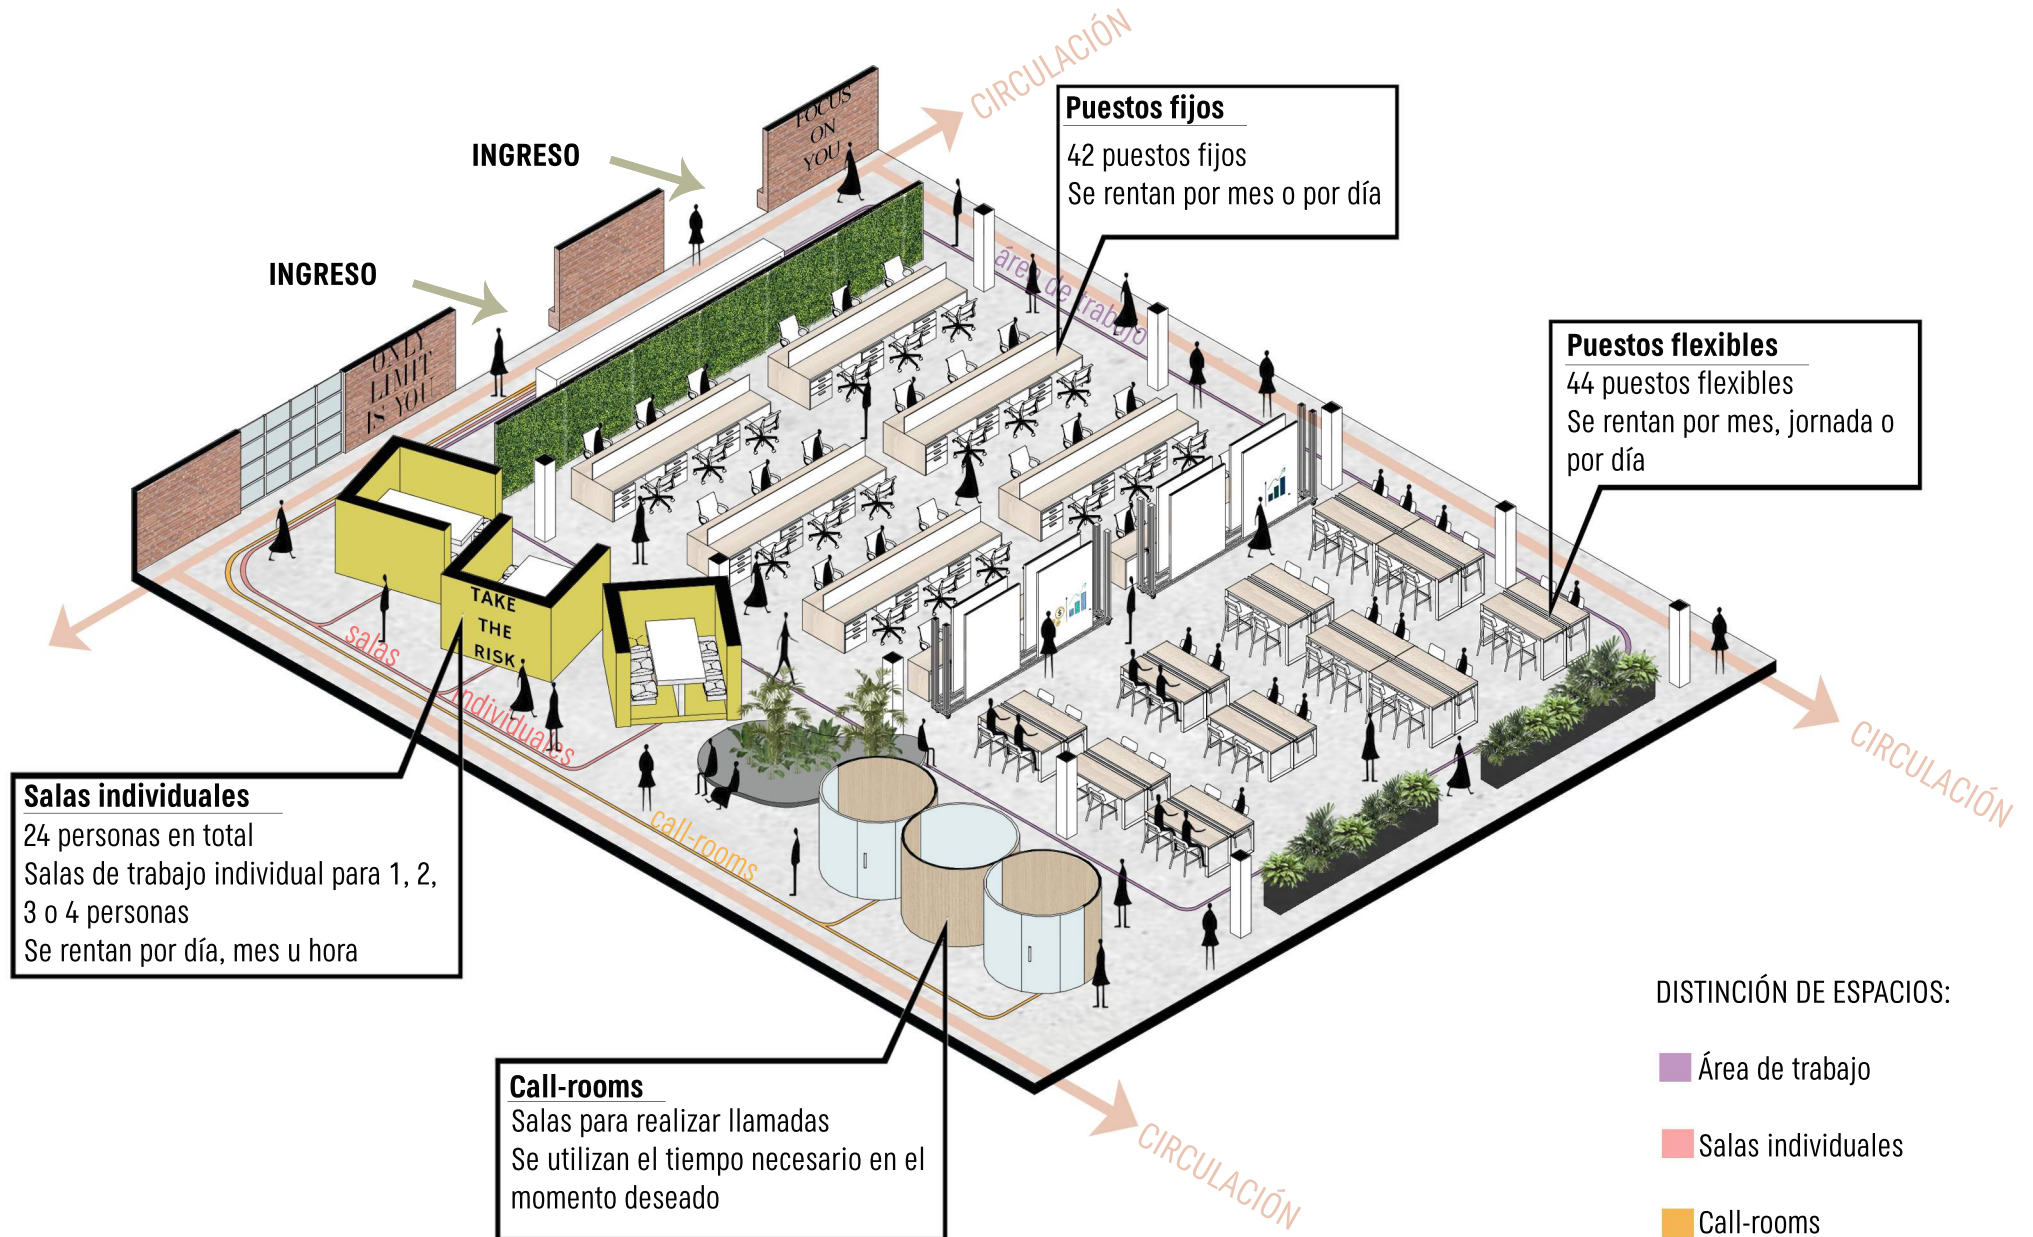 CIRCULACIÓN
FOCUS
ON
YOU
INGRESO
INGRESO
ONLY
LIMIT
IS YOU
Puestos fijos
42 puestos fijos
Se rentan por mes o por día
área de trabajo
Puestos flexibles
44 puestos flexibles
Se rentan por mes, jornada o
por día
TAKE
THE
RISK
salas
individuales
call-rooms
Salas individuales
24 personas en total
Salas de trabajo individual para 1, 2,
3 o 4 personas
Se rentan por día, mes u hora
Call-rooms
Salas para realizar llamadas
Se utilizan el tiempo necesario en el
momento deseado
CIRCULACIÓN
CIRCULACIÓN
DISTINCIÓN DE ESPACIOS:
Área de trabajo
Salas individuales
Call-rooms